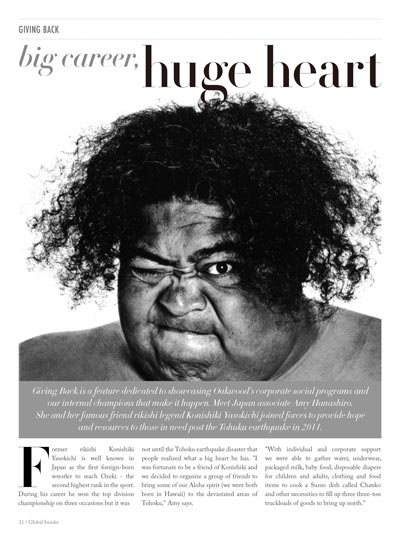 GIVING BACK
big career, huge heart
Giving Back is a feature dedicated to showcasing Oakwood's corporate social programs and
our internal champions that make it happen. Meet Japan associate Amy Hanashiro.
She and her famous friend rikishi legend Konishiki Yasokichi joined forces to provide hope
and resources to those in need post the Tohuku earthquake in 2011.
Former rikishi Konishiki
Yasokichi is well known in
Japan as the first foreign-born
wrestler to reach Ozeki – the
second highest rank in the sport.
During his career he won the top division
championship on three occasions but it was
not until the Tohoku earthquake disaster that
people realized what a big heart he has. "I
was fortunate to be a friend of Konishiki and
we decided to organize a group of friends to
bring some of our Aloha spirit (we were both
born in Hawaii) to the devastated areas of
Tohoku," Amy says.
"With individual and corporate support
we were able to gather waters, underwear,
packaged milk, baby food, disposable diapers
for children and adults, clothing and food
items to cook a Sumo dish called Chanko
and other necessities to fill up three three-ton
truckloads of goods to bring up north."
/ Global Insider